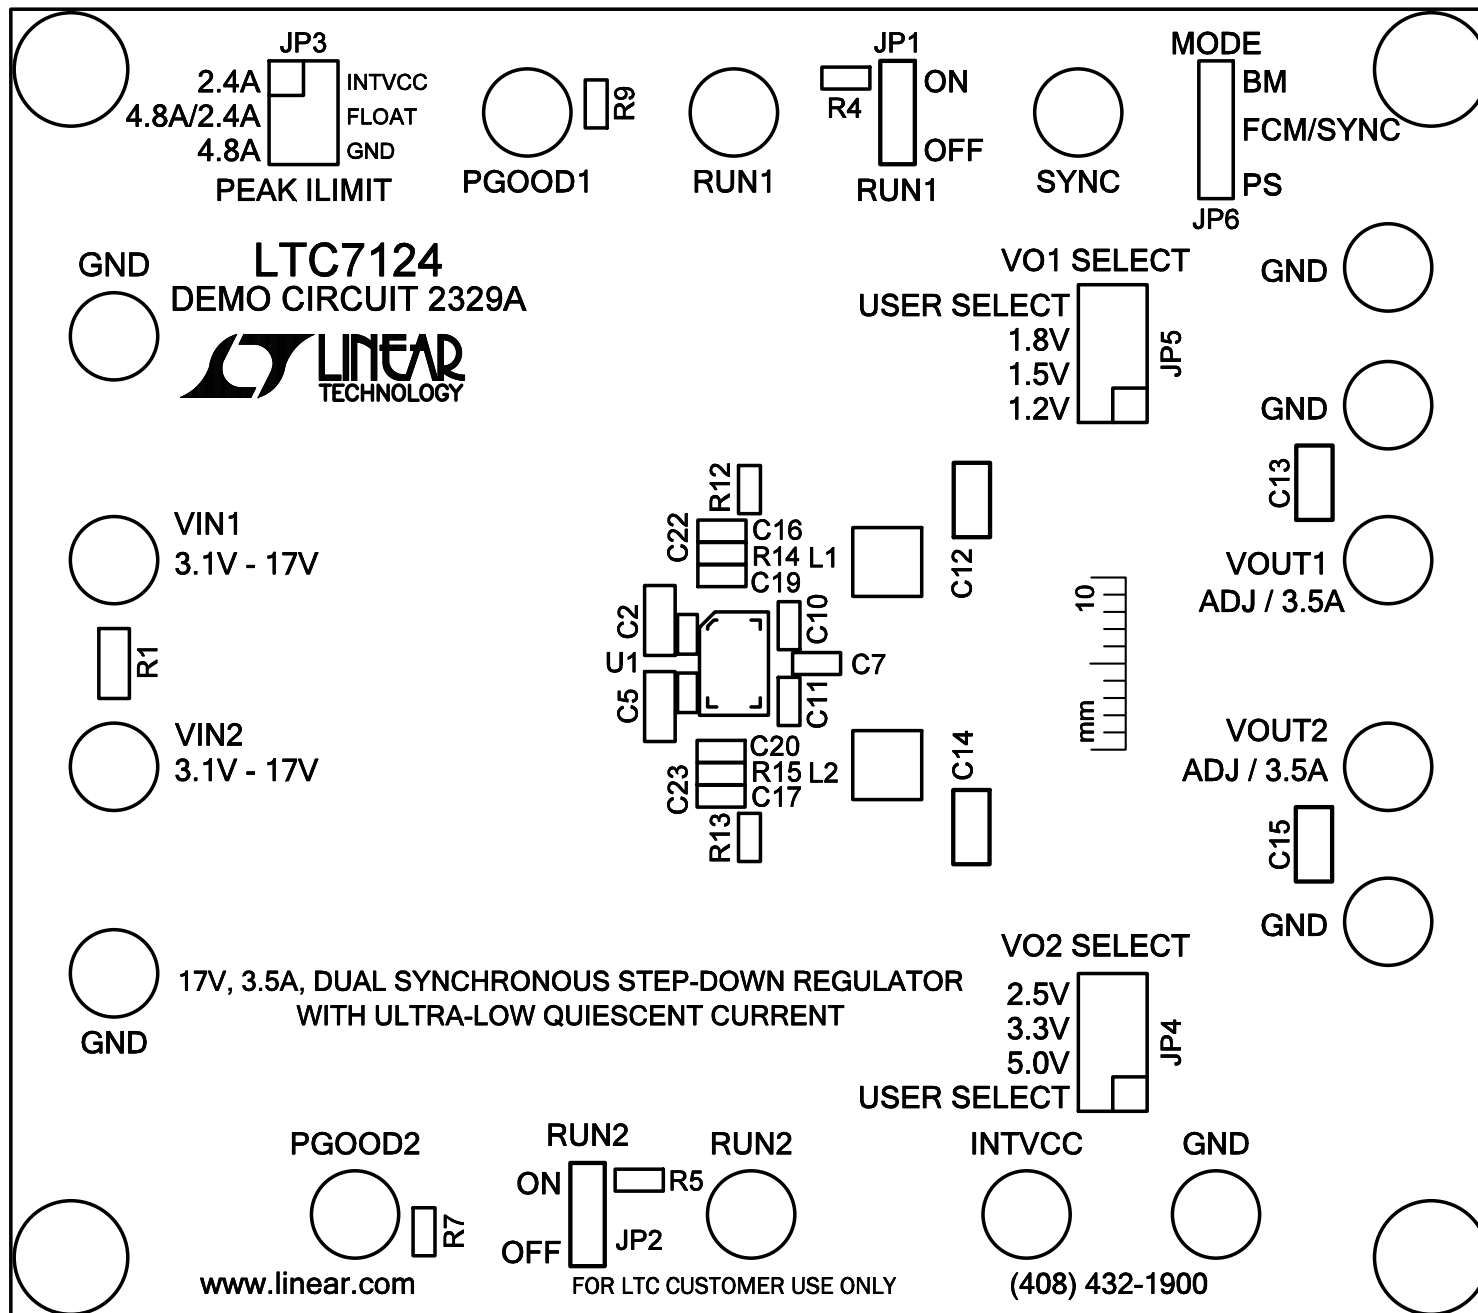 JP3
2.4A INTVCC
4.8A/2.4A FLOAT
4.8A GND
PEAK ILIMIT
PGOOD1
R9
RUN1
R4
JP1
ON
OFF
RUN1
SYNC
MODE
BM
FCM/SYNC
PS
JP6
GND
LTC7124
DEMO CIRCUIT 2329A
LINEAR
TECHNOLOGY
VO1 SELECT
USER SELECT
1.8V
1.5V
1.2V
JP5
GND
GND
C13
VIN1
3.1V - 17V
R1
VIN2
3.1V - 17V
R12
C22
C16
R14 L1
C19
C2
C10
U1
C7
C5
C11
C20
R15 L2
C17
C23
R13
C12
C14
10
mm
VOUT1
ADJ / 3.5A
VOUT2
ADJ / 3.5A
C15
GND
GND
17V, 3.5A, DUAL SYNCHRONOUS STEP-DOWN REGULATOR
WITH ULTRA-LOW QUIESCENT CURRENT
VO2 SELECT
2.5V
3.3V
5.0V
USER SELECT
JP4
PGOOD2
R7
RUN2
ON
OFF
R5
JP2
RUN2
INTVCC
GND
www.linear.com
FOR LTC CUSTOMER USE ONLY
(408) 432-1900